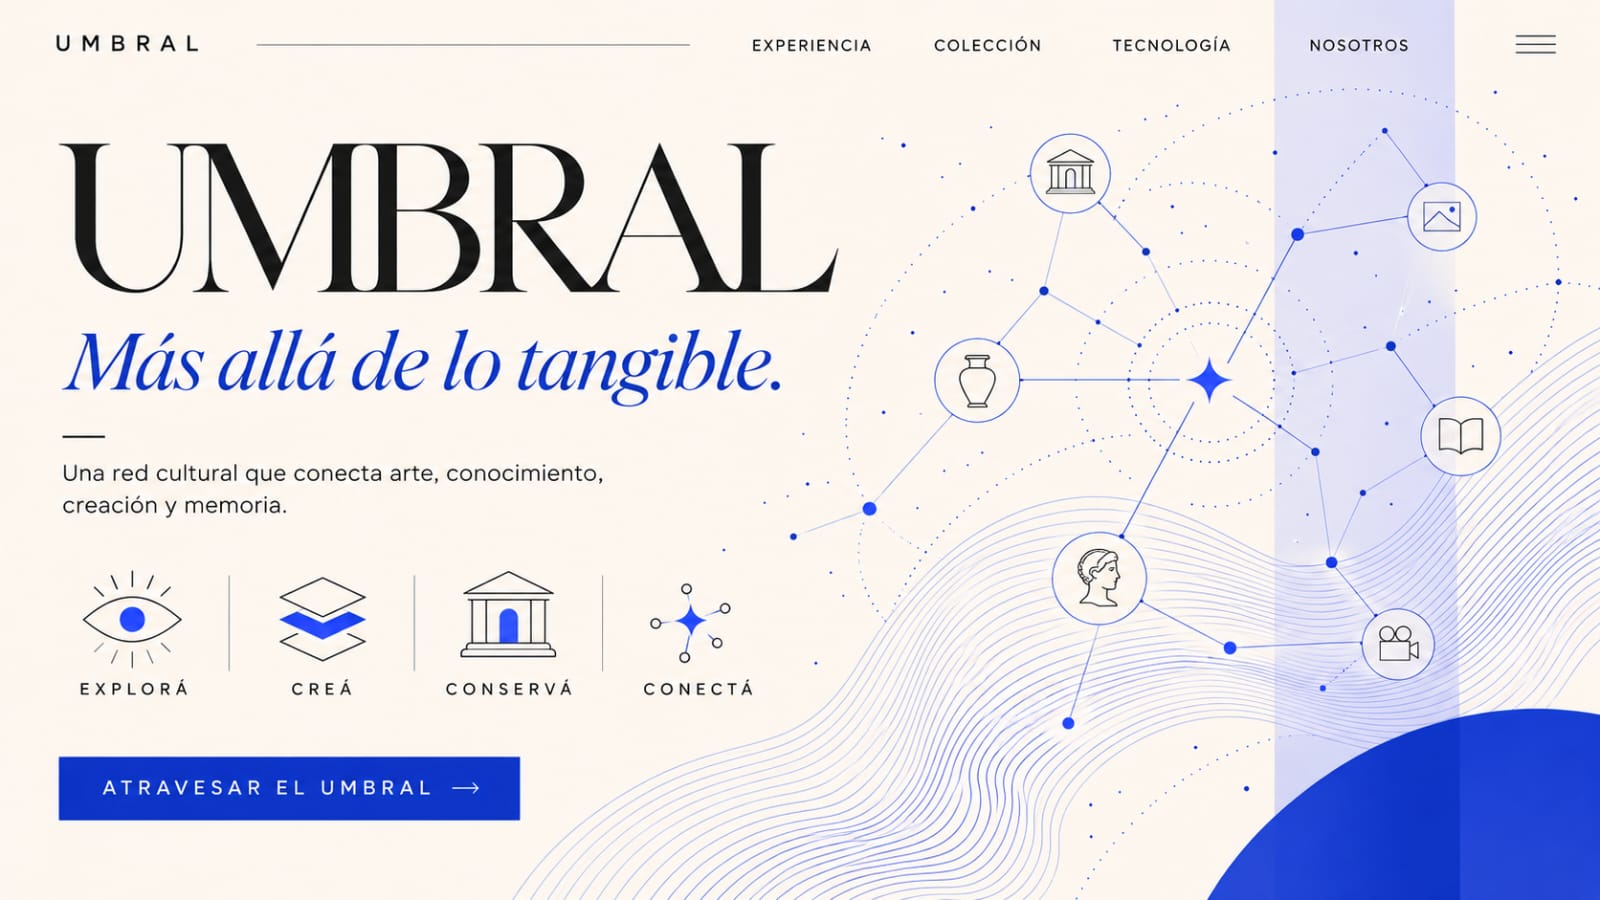 UMBRAL
EXPERIENCIA
COLECCIÓN
TECNOLOGÍA
NOSOTROS
UMBRAL
Más allá de lo tangible.
Una red cultural que conecta arte, conocimiento,
creación y memoria.
EXPLORÁ
CREÁ
CONSERVÁ
CONECTÁ
ATRAVESAR EL UMBRAL →